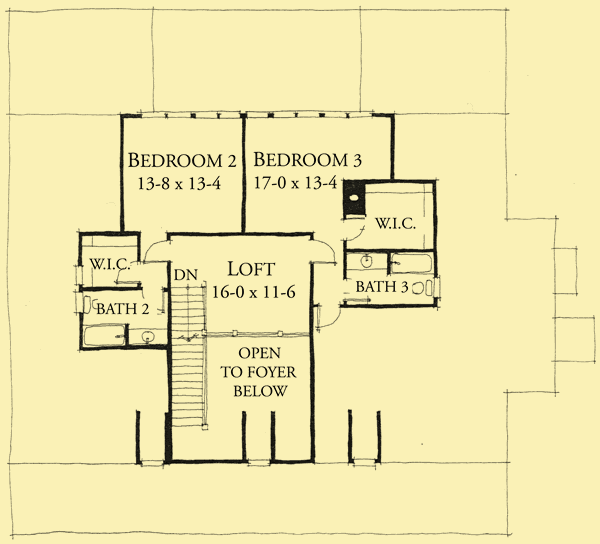 BEDROOM 2
13-8 x 13-4
BEDROOM 3
17-0 x 13-4
W.I.C.
W.I.C.
DN
LOFT
16-0 x 11-6
BATH 2
BATH 3
OPEN
TO FOYER
BELOW